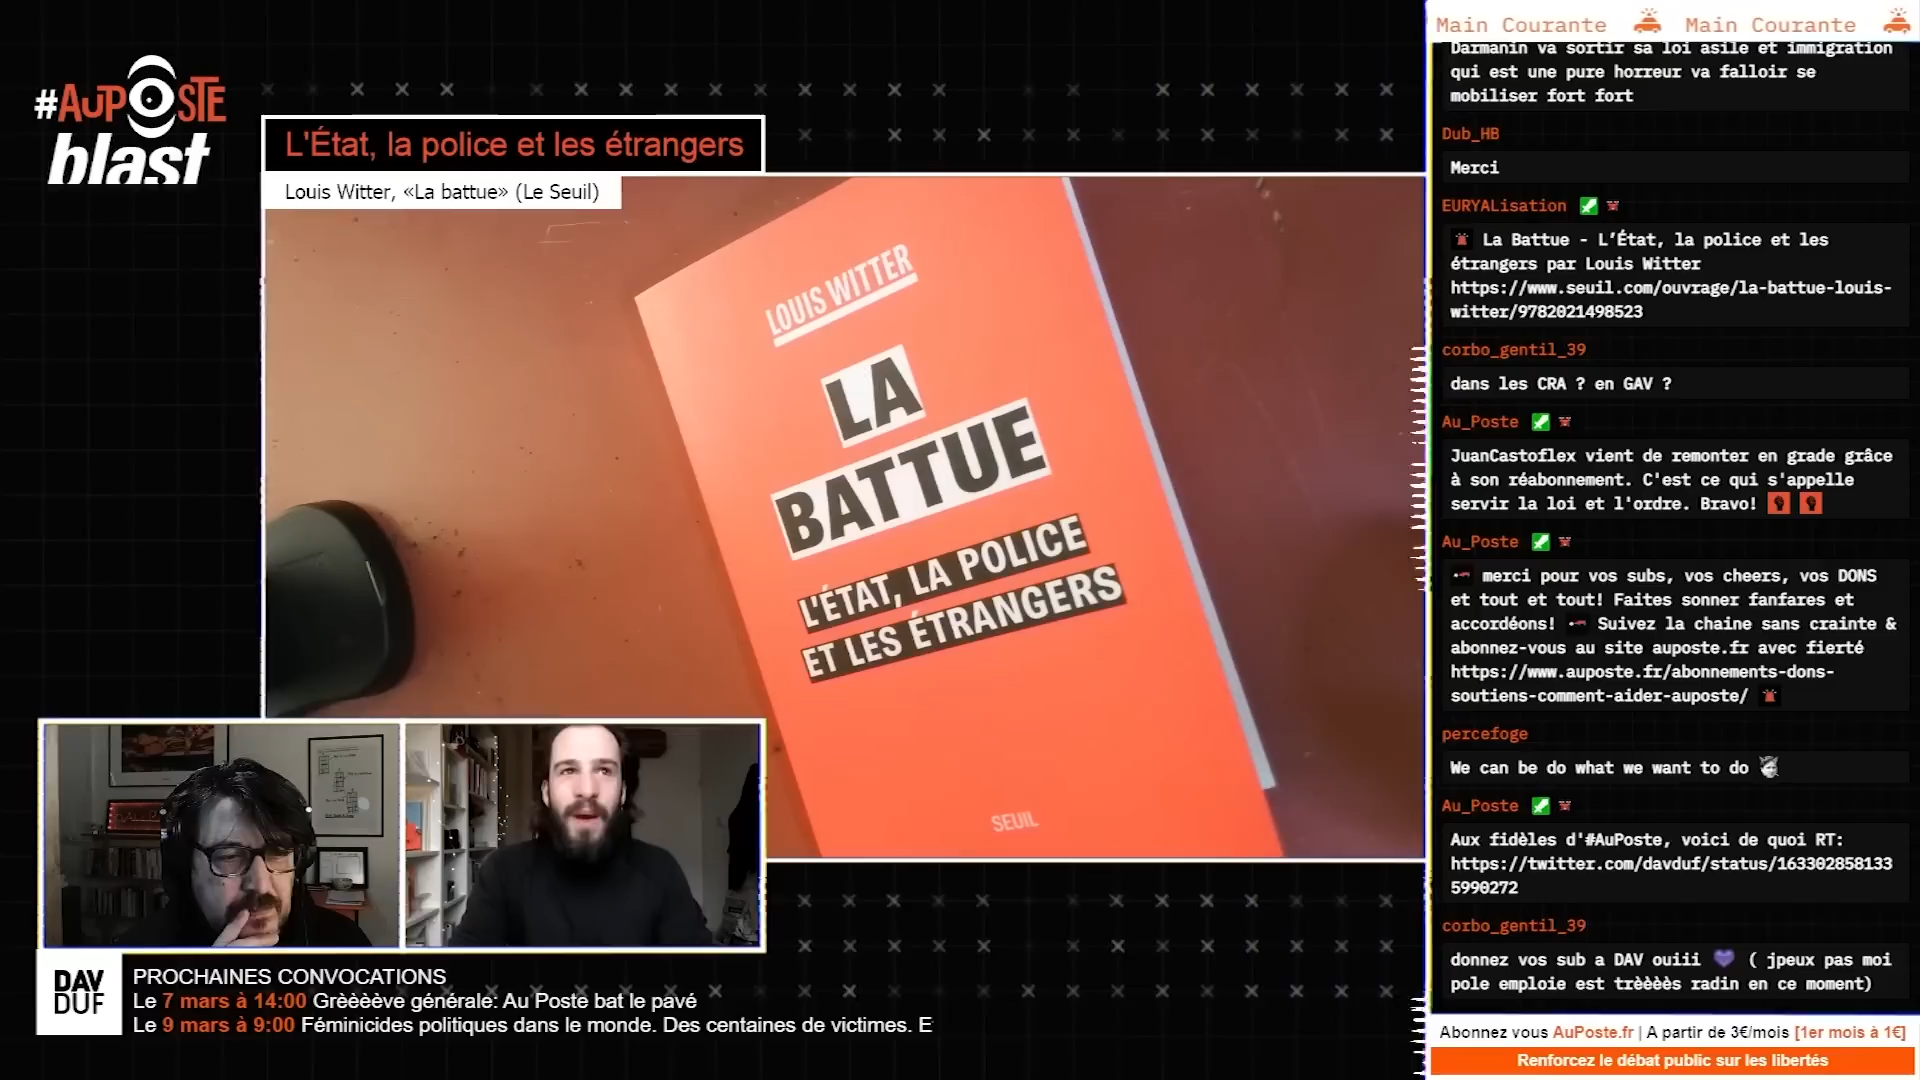 #AUPOSTE
blast
L'État, la police et les étrangers
Louis Witter, «La battue» (Le Seuil)
LOUIS WITTER
LA
BATTUE
L'ÉTAT, LA POLICE
ET LES ÉTRANGERS
SEUIL
DAV
DUF
PROCHAINES CONVOCATIONS
Le 7 mars à 14:00 Grèèèève générale: Au Poste bat le pavé
Le 9 mars à 9:00 Féminicides politiques dans le monde. Des centaines de victimes. E
Main Courante Main Courante
Darmanin va sortir sa loi asile et immigration
qui est une pure horreur va falloir se
mobiliser fort fort
Dub_HB
Merci
EURYALisation
La Battue - L’État, la police et les
étrangers par Louis Witter
https://www.seuil.com/ouvrage/la-battue-louis-
witter/9782021498523
corbo_gentil_39
dans les CRA ? en GAV ?
Au_Poste
JuanCastoflex vient de remonter en grade grâce
à son réabonnement. C'est ce qui s'appelle
servir la loi et l'ordre. Bravo!
Au_Poste
merci pour vos subs, vos cheers, vos DONS
et tout et tout! Faites sonner fanfares et
accordéons! Suivez la chaine sans crainte &
abonnez-vous au site auposte.fr avec fierté
https://www.auposte.fr/abonnements-dons-
soutiens-comment-aider-auposte/
percefoge
We can be do what we want to do
Au_Poste
Aux fidèles d'#AuPoste, voici de quoi RT:
https://twitter.com/davduf/status/163302858133
5990272
corbo_gentil_39
donnez vos sub a DAV ouiii 💜 ( jpeux pas moi
pole emploie est trèèèès radin en ce moment)
Abonnez vous AuPoste.fr | A partir de 3€/mois [1er mois à 1€]
Renforcez le débat public sur les libertés